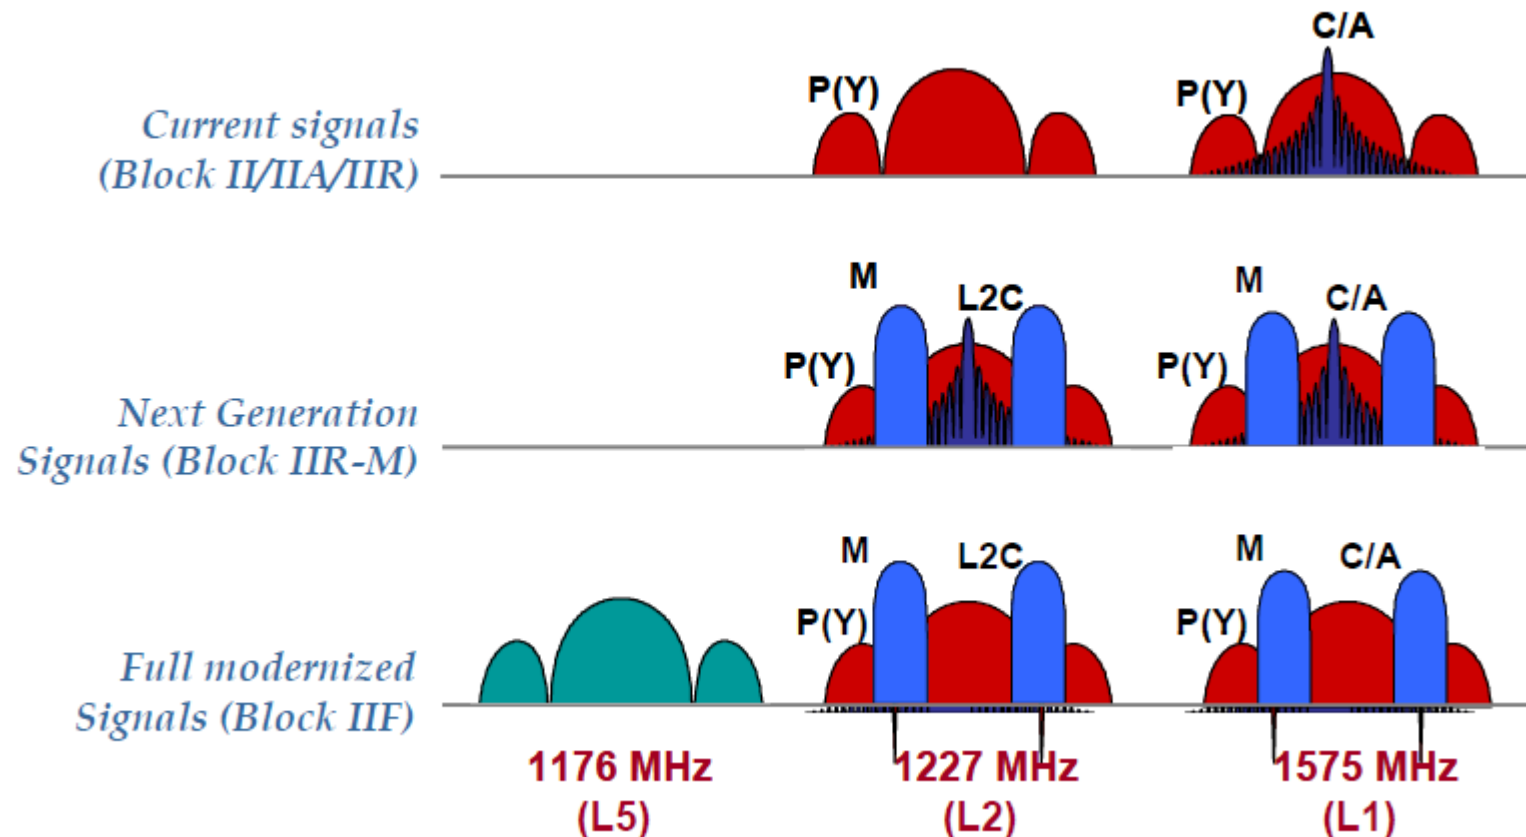 C/A
P(Y)
P(Y)
Current signals
(Block II/IIA/IIR)
M
L2C
M
C/A
P(Y)
P(Y)
Next Generation
Signals (Block IIR-M)
M
L2C
M
C/A
P(Y)
P(Y)
Full modernized
Signals (Block IIF)
1176 MHz
(L5)
1227 MHz
(L2)
1575 MHz
(L1)